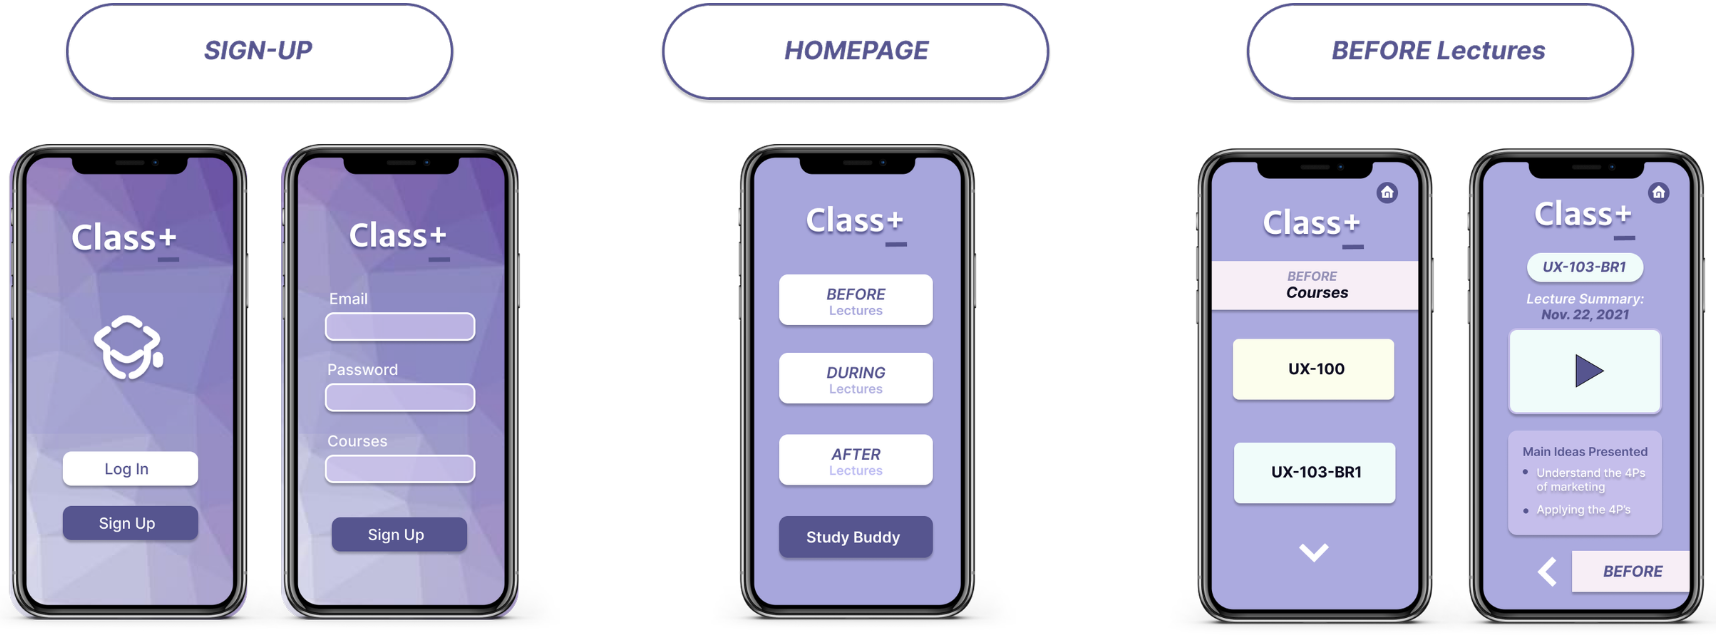 SIGN-UP
HOMEPAGE
BEFORE Lectures
Class+
Log In
Sign Up
Class+
Email
Password
Courses
Sign Up
Class+
BEFORE
Lectures
DURING
Lectures
AFTER
Lectures
Study Buddy
Class+
BEFORE
Courses
UX-100
UX-103-BR1
Class+
UX-103-BR1
Lecture Summary:
Nov. 22, 2021
Main Ideas Presented
• Understand the 4Ps
of marketing
• Applying the 4P's
BEFORE